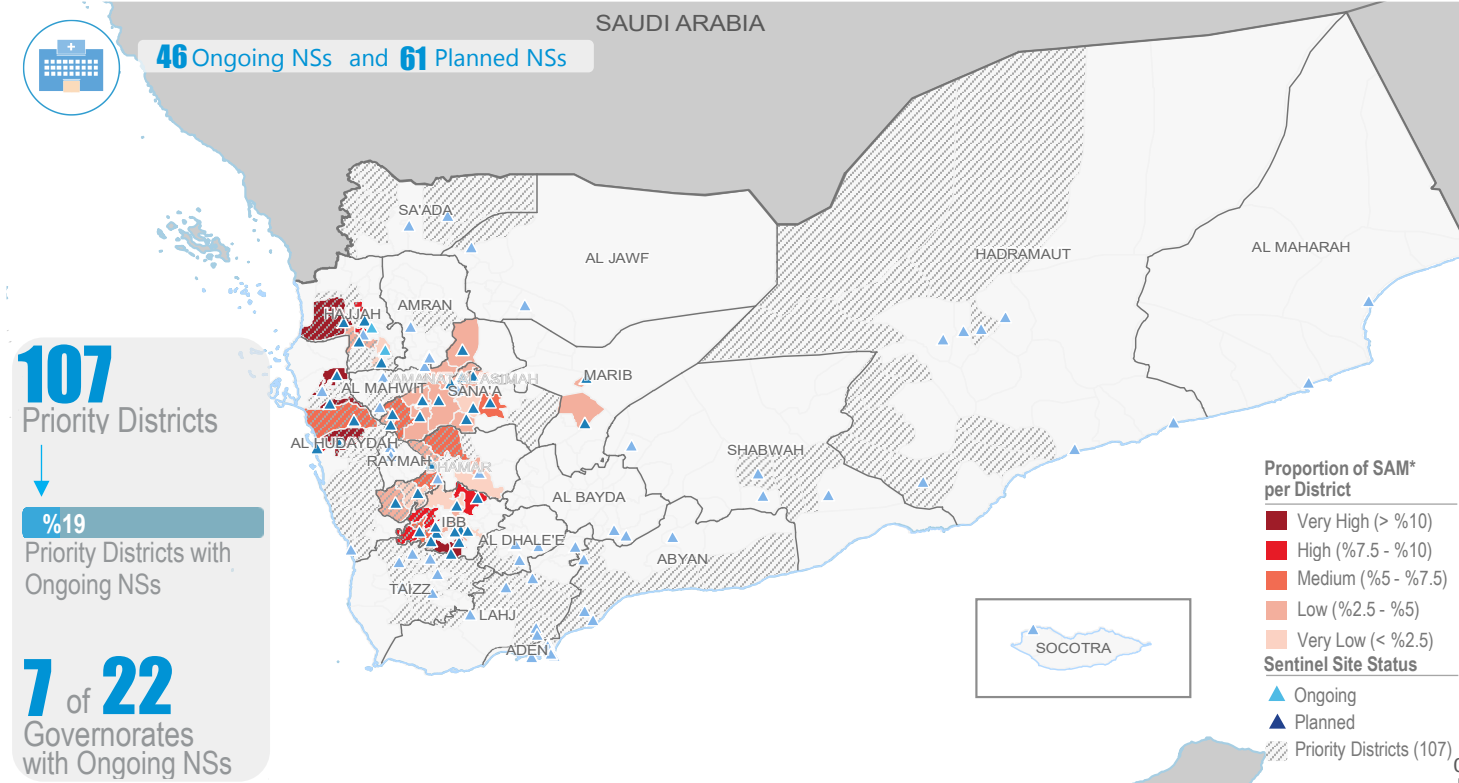 SAUDI ARABIA
46 Ongoing NSs and 61 Planned NSs
SA'ADA
AL JAWF
HADRAMAUT
AL MAHARAH
HAJJAH
AMRAN
MARIB
AMANAT AL ASIMAH
AL MAHWIT
SANA'A
AL HUDAYDAH
RAYMAH
DHAMAR
SHABWAH
AL BAYDA
IBB
AL DHALE'E
ABYAN
TAIZZ
LAHJ
ADEN
SOCOTRA
107
Priority Districts
%19
Priority Districts with
Ongoing NSs
7 of 22
Governorates
with Ongoing NSs
Proportion of SAM*
per District
Very High (> %10)
High (%7.5 - %10)
Medium (%5 - %7.5)
Low (%2.5 - %5)
Very Low (< %2.5)
Sentinel Site Status
Ongoing
Planned
Priority Districts (107)